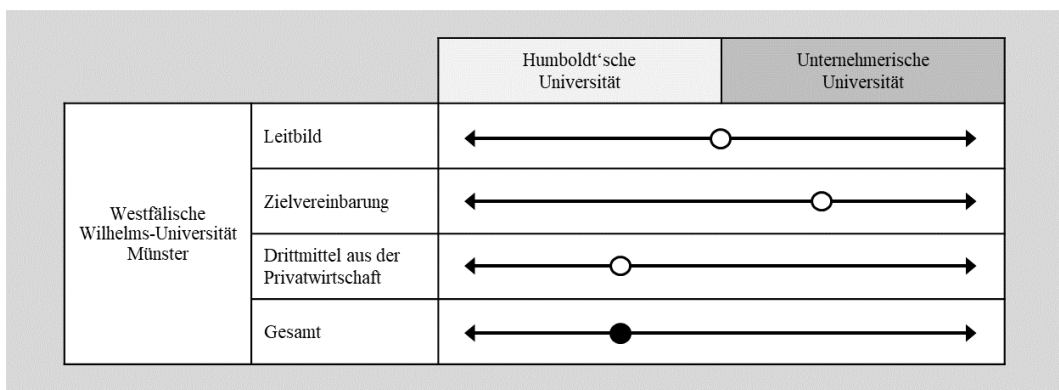 Humboldt‘sche
Universität
Unternehmerische
Universität
Westfälische
Wilhelms-Universität
Münster
Leitbild
Zielvereinbarung
Drittmittel aus der
Privatwirtschaft
Gesamt